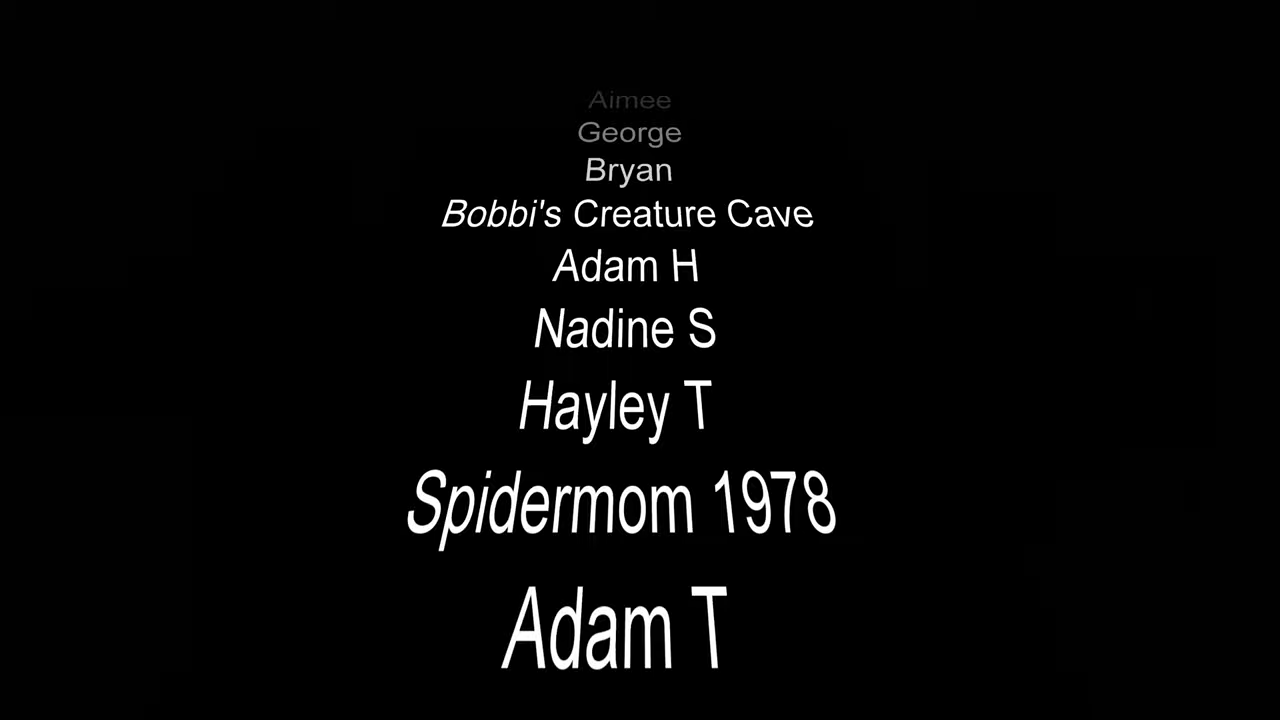 Aimee
George
Bryan
Bobbi's Creature Cave
Adam H
Nadine S
Hayley T
Spidermom 1978
Adam T